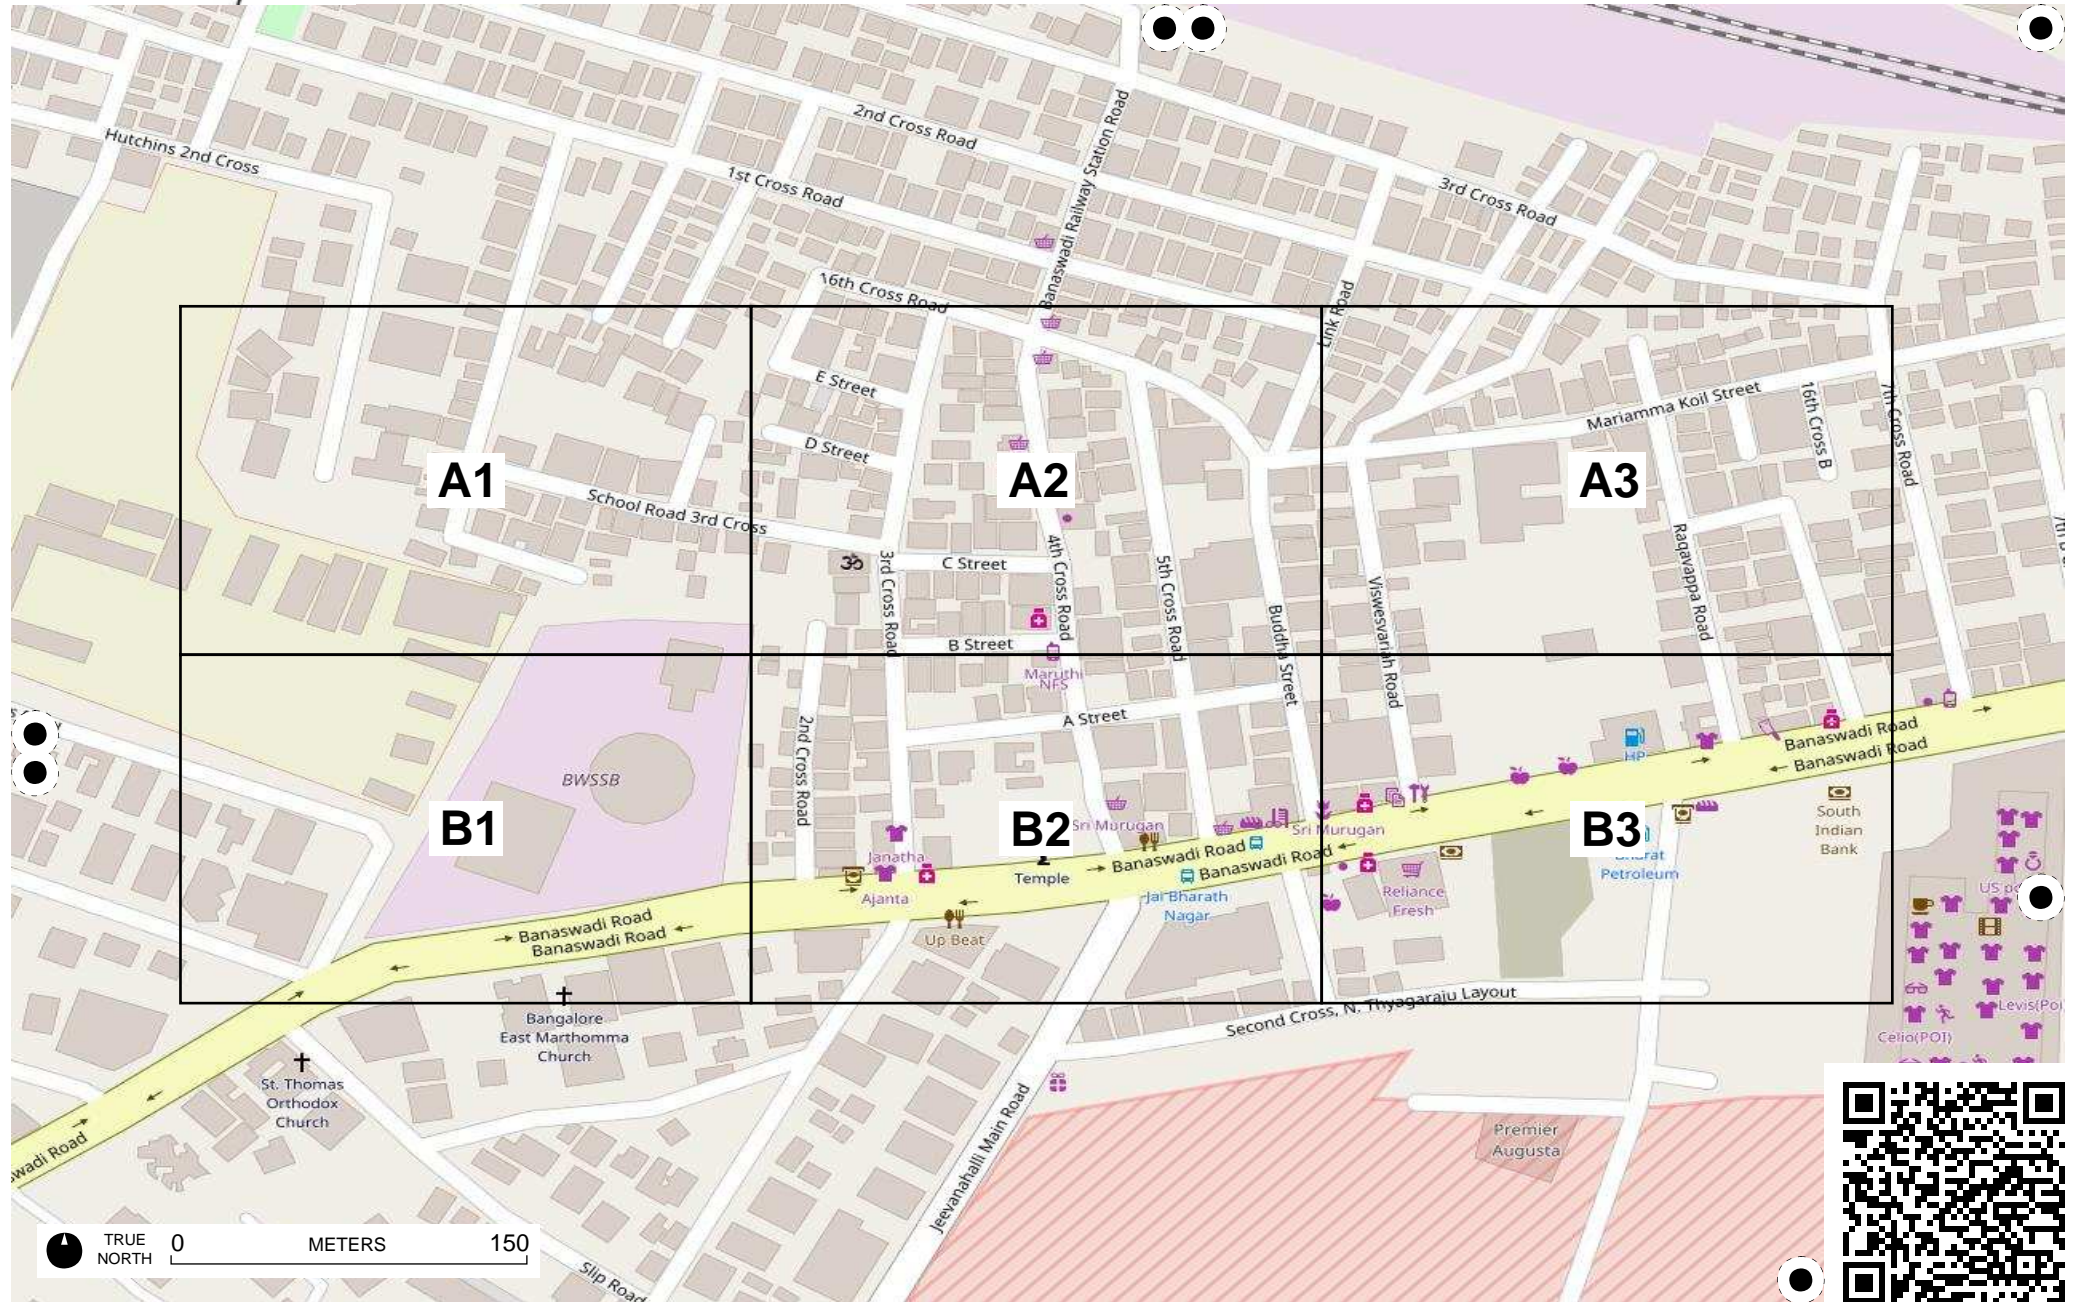 2nd Cross Road
Hutchins 2nd Cross
1st Cross Road
Banaswadi Railway Station Road
3rd Cross Road
16th Cross Road
Link Road
E Street
D Street
Mariamma Koil Street
16th Cross B
7th Cross Road
A1
A2
A3
School Road 3rd Cross
C Street
3rd Cross Road
4th Cross Road
5th Cross Road
Buddha Street
Viswesvariah Road
Ragavappa Road
B Street
Maruthi
NFS
A Street
2nd Cross Road
BWSSB
HP
Banaswadi Road
Banaswadi Road
B1
B2
B3
Sri Murugan
Sri Murugan
South
Indian
Bank
Janatha
Ajanta
Temple
Banaswadi Road
Banaswadi Road
Jai Bharath
Nagar
Reliance
Fresh
Bharat
Petroleum
US po
Up Beat
Banaswadi Road
Banaswadi Road
Second Cross, N. Thyagaraju Layout
Levis(Poi
Celio(POI)
Bangalore
East Marthomma
Church
St. Thomas
Orthodox
Church
Jeevanahalli Main Road
Premier
Augusta
swadi Road
Slip Road
TRUE
NORTH
0 METERS 150